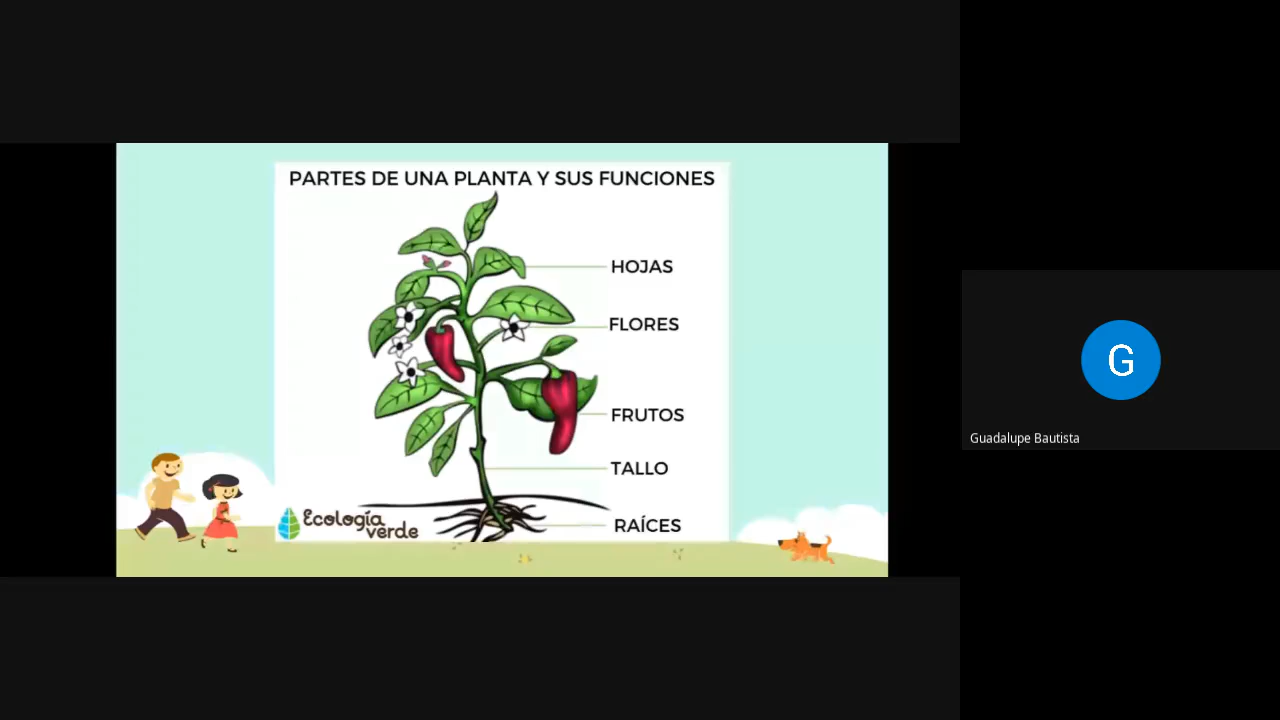 PARTES DE UNA PLANTA Y SUS FUNCIONES
HOJAS
FLORES
FRUTOS
TALLO
RAÍCES
Ecología
verde
G
Guadalupe Bautista